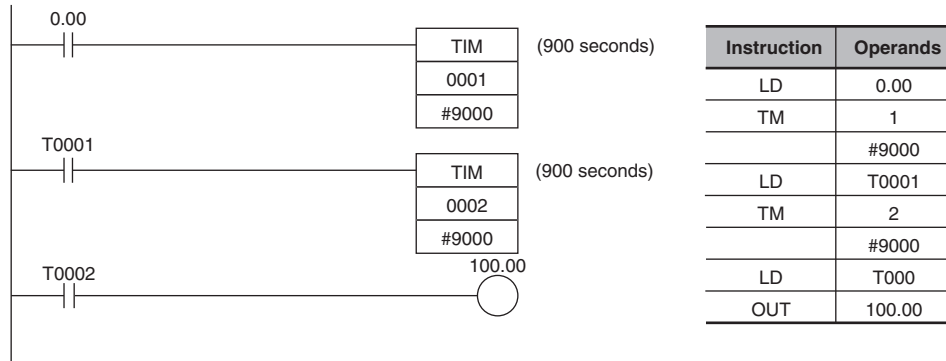 0.00
TIM (900 seconds)
0001
#9000
T0001
TIM (900 seconds)
0002
#9000
T0002
100.00
Instruction Operands
LD 0.00
TM 1
#9000
LD T0001
TM 2
#9000
LD T000
OUT 100.00